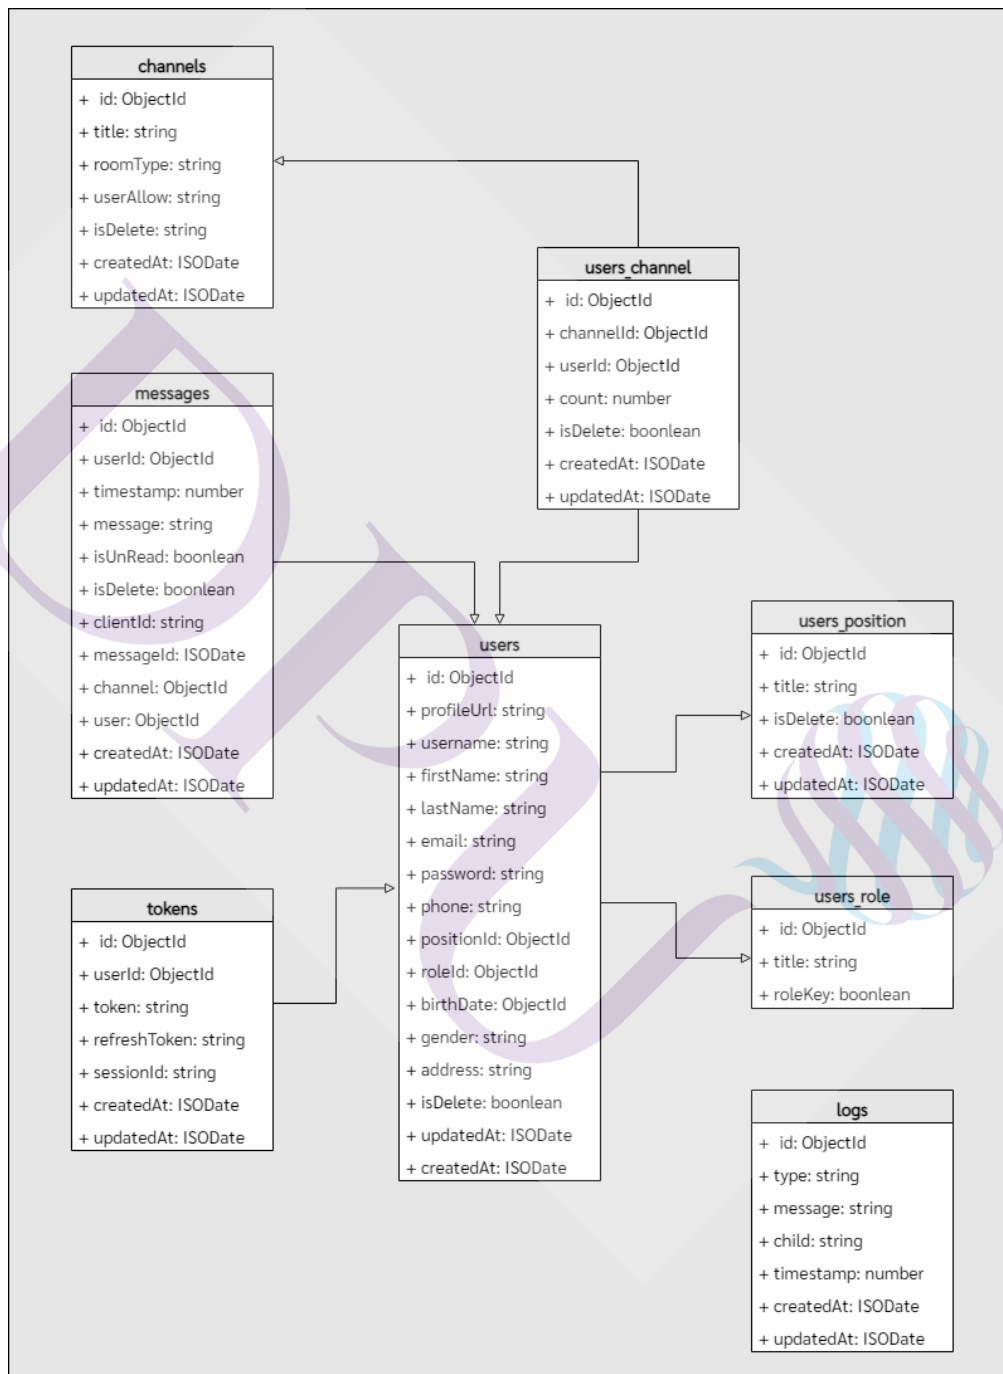 channels
+ id: ObjectId
+ title: string
+ roomType: string
+ userAllow: string
+ isDelete: string
+ createdAt: ISODate
+ updatedAt: ISODate
users_channel
+ id: ObjectId
+ channelId: ObjectId
+ userId: ObjectId
+ count: number
+ isDelete: boonlean
+ createdAt: ISODate
+ updatedAt: ISODate
messages
+ id: ObjectId
+ userId: ObjectId
+ timestamp: number
+ message: string
+ isUnRead: boonlean
+ isDelete: boonlean
+ clientId: string
+ messageId: ISODate
+ channel: ObjectId
+ user: ObjectId
+ createdAt: ISODate
+ updatedAt: ISODate
users
+ id: ObjectId
+ profileUrl: string
+ username: string
+ firstName: string
+ lastName: string
+ email: string
+ password: string
+ phone: string
+ positionId: ObjectId
+ roleId: ObjectId
+ birthDate: ObjectId
+ gender: string
+ address: string
+ isDelete: boonlean
+ updatedAt: ISODate
+ createdAt: ISODate
users_position
+ id: ObjectId
+ title: string
+ isDelete: boonlean
+ createdAt: ISODate
+ updatedAt: ISODate
tokens
+ id: ObjectId
+ userId: ObjectId
+ token: string
+ refreshToken: string
+ sessionId: string
+ createdAt: ISODate
+ updatedAt: ISODate
users_role
+ id: ObjectId
+ title: string
+ roleKey: boonlean
logs
+ id: ObjectId
+ type: string
+ message: string
+ child: string
+ timestamp: number
+ createdAt: ISODate
+ updatedAt: ISODate
DPU